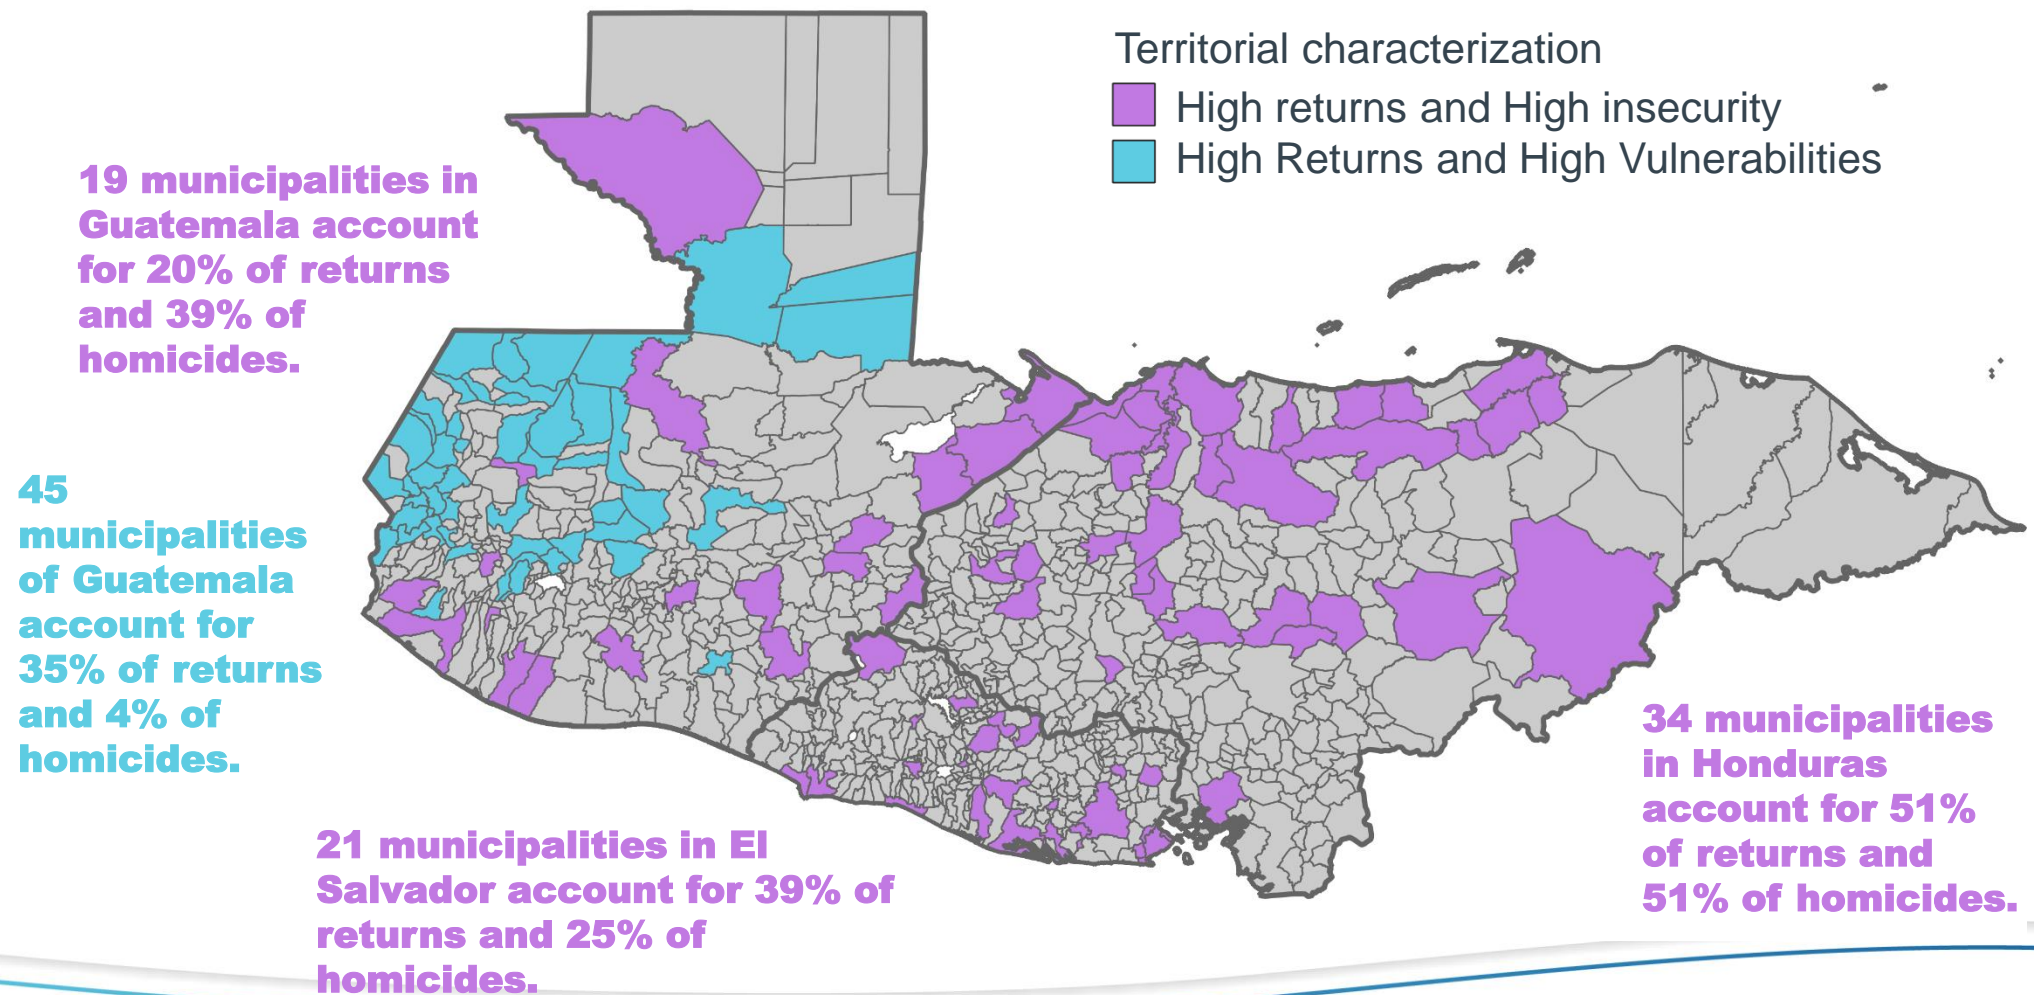 Territorial characterization
High returns and High insecurity
High Returns and High Vulnerabilities
19 municipalities in
Guatemala account
for 20% of returns
and 39% of
homicides.
45
municipalities
of Guatemala
account for
35% of returns
and 4% of
homicides.
21 municipalities in El
Salvador account for 39% of
returns and 25% of
homicides.
34 municipalities
in Honduras
account for 51%
of returns and
51% of homicides.